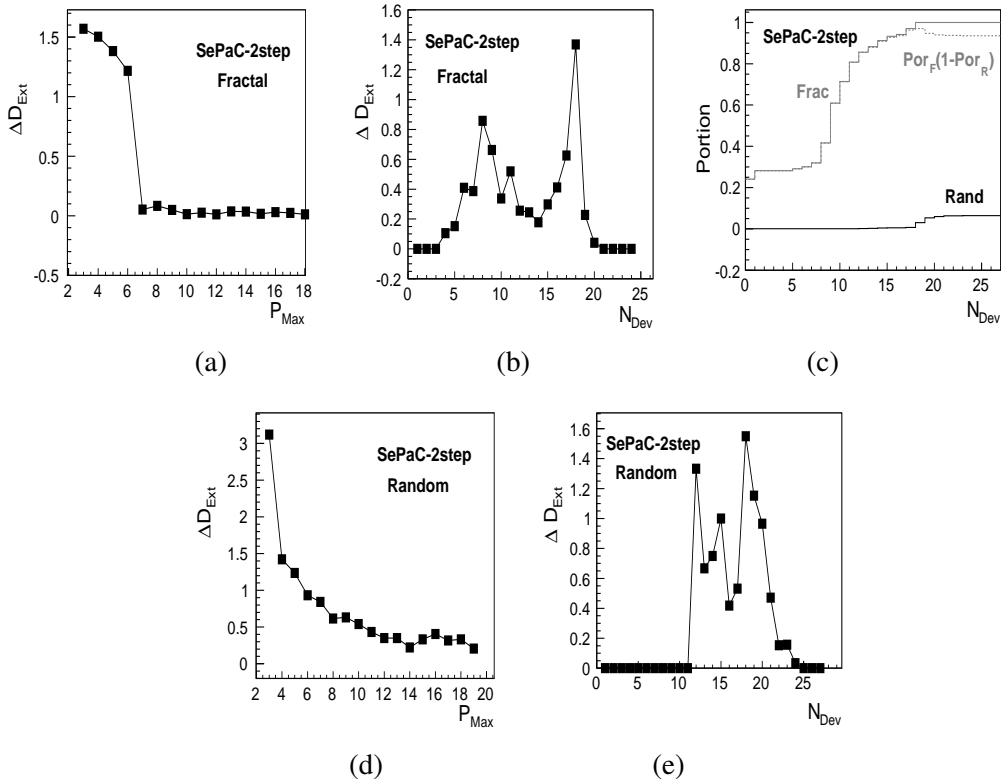 SePaC-2step
Fractal
ΔD_Ext
1.5
1
0.5
0
-0.5
2 4 6 8 10 12 14 16 18
P_Max
(a)
SePaC-2step
Fractal
Δ D_Ext
1.6
1.4
1.2
1
0.8
0.6
0.4
0.2
0
-0.2
0 5 10 15 20 25
N_Dev
(b)
SePaC-2step
Por_F(1-Por_R)
Frac
Rand
Portion
1
0.8
0.6
0.4
0.2
0
-0.2
0 5 10 15 20 25
N_Dev
(c)
SePaC-2step
Random
ΔD_Ext
3
2.5
2
1.5
1
0.5
0
2 4 6 8 10 12 14 16 18 20
P_Max
(d)
SePaC-2step
Random
Δ D_Ext
1.6
1.4
1.2
1
0.8
0.6
0.4
0.2
0
0 5 10 15 20 25
N_Dev
(e)